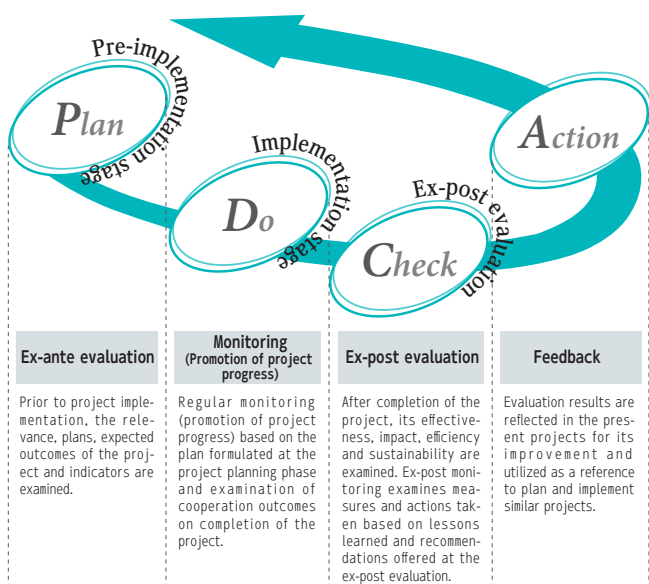 Pre-implementation stage
Plan
Implementation stage
Do
Ex-post evaluation
Check
Action
Ex-ante evaluation
Prior to project imple-
mentation, the rele-
vance, plans, expected
outcomes of the proj-
ect and indicators are
examined.
Monitoring
(Promotion of project
progress)
Regular monitoring
(promotion of project
progress) based on the
plan formulated at the
project planning phase
and examination of
cooperation outcomes
on completion of the
project.
Ex-post evaluation
After completion of the
project, its effective-
ness, impact, efficiency
and sustainability are
examined. Ex-post moni-
toring examines mea-
sures and actions tak-
en based on lessons
learned and recommen-
dations offered at the
ex-post evaluation.
Feedback
Evaluation results are
reflected in the pres-
ent projects for its
improvement and
utilized as a reference
to plan and implement
similar projects.